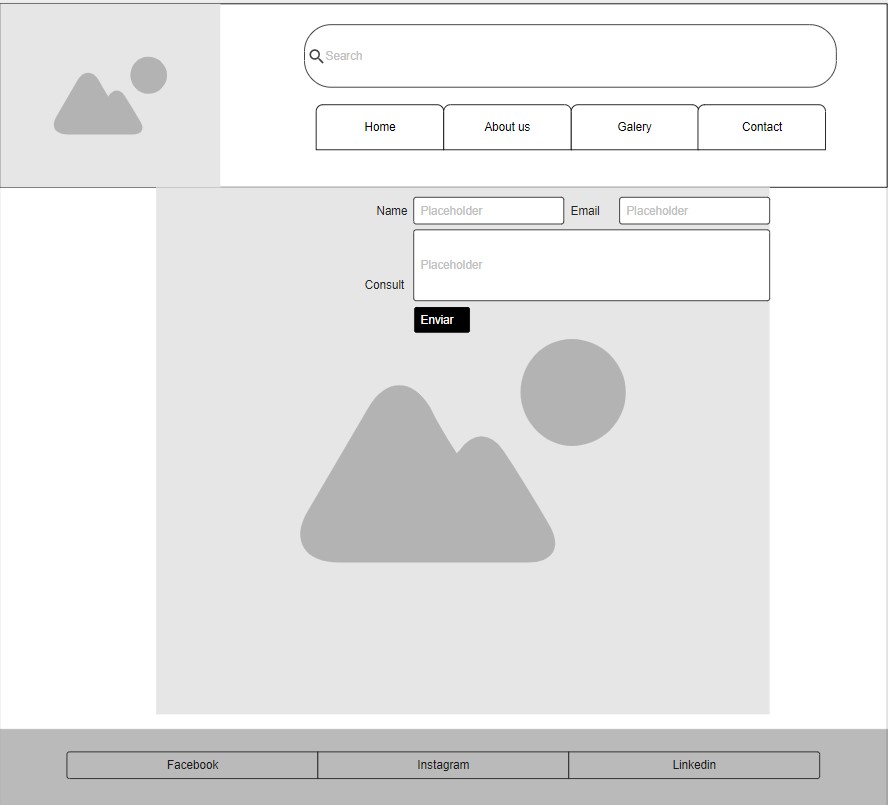 Search
Home About us Galery Contact
Name Placeholder Email Placeholder
Placeholder
Consult
Enviar
Facebook Instagram Linkedin